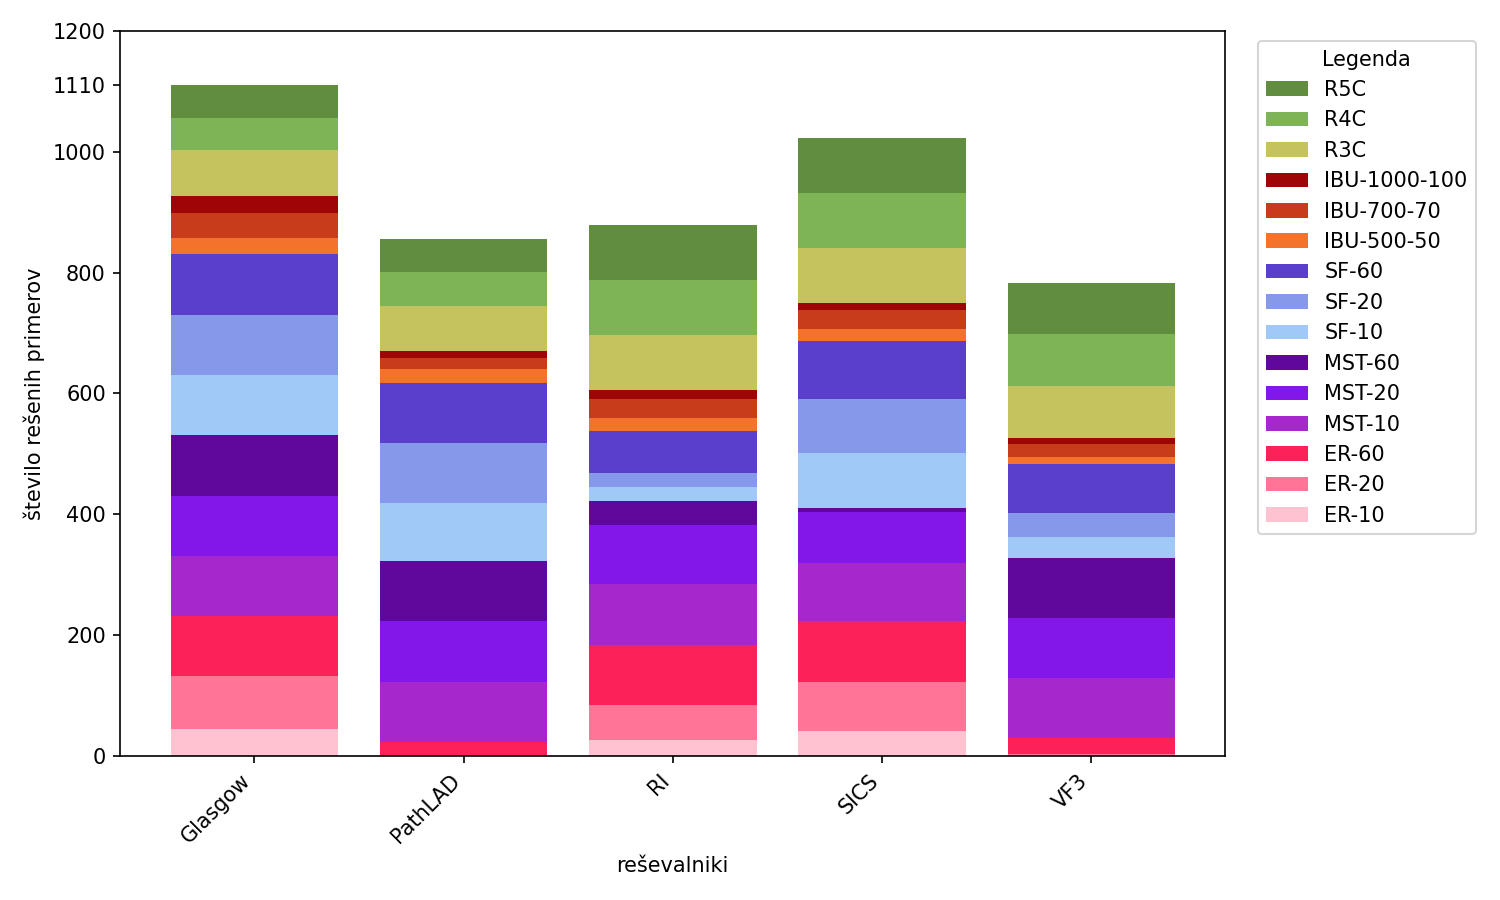 1200
1110
1000
800
600
400
200
0
število rešenih primerov
Glasgow
PathLAD
RI
SICS
VF3
reševalniki
Legenda
R5C
R4C
R3C
IBU-1000-100
IBU-700-70
IBU-500-50
SF-60
SF-20
SF-10
MST-60
MST-20
MST-10
ER-60
ER-20
ER-10